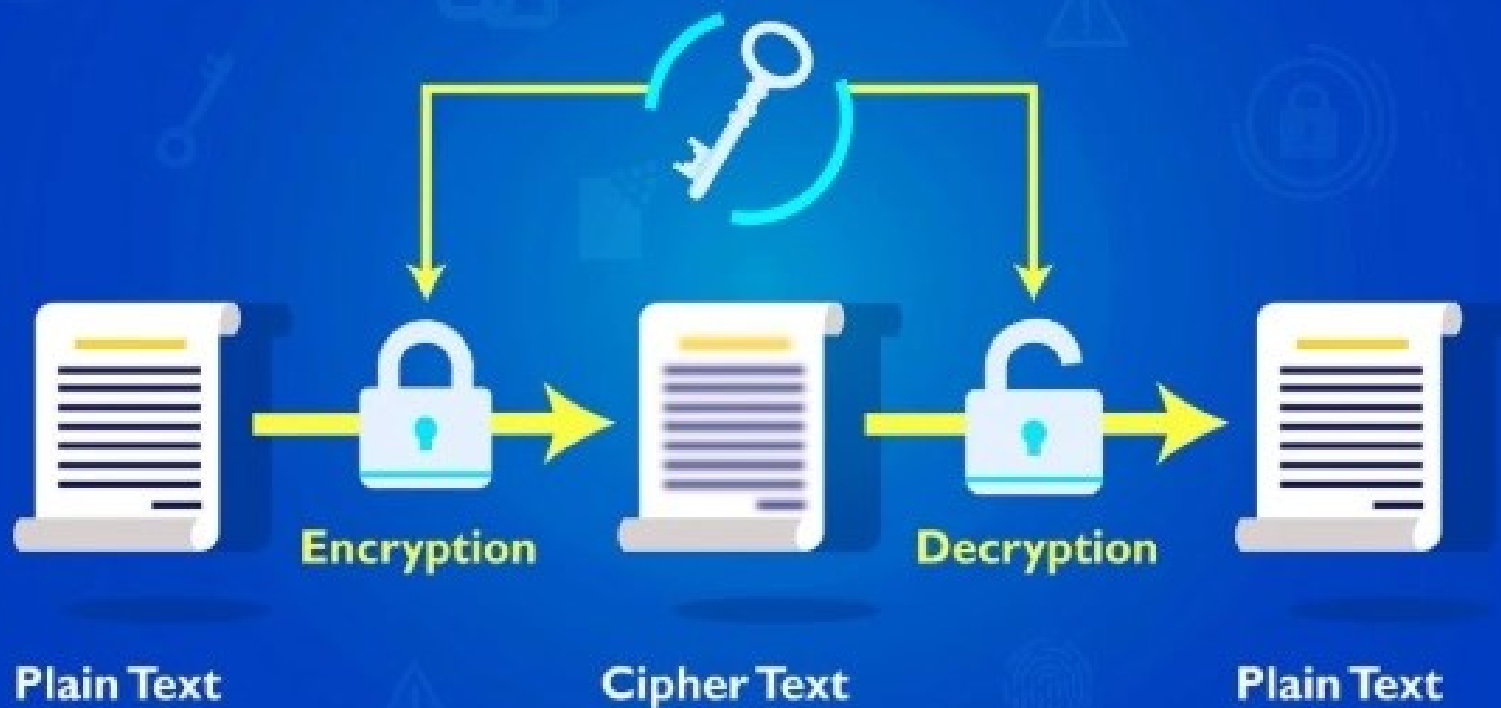 Encryption
Decryption
Plain Text
Cipher Text
Plain Text